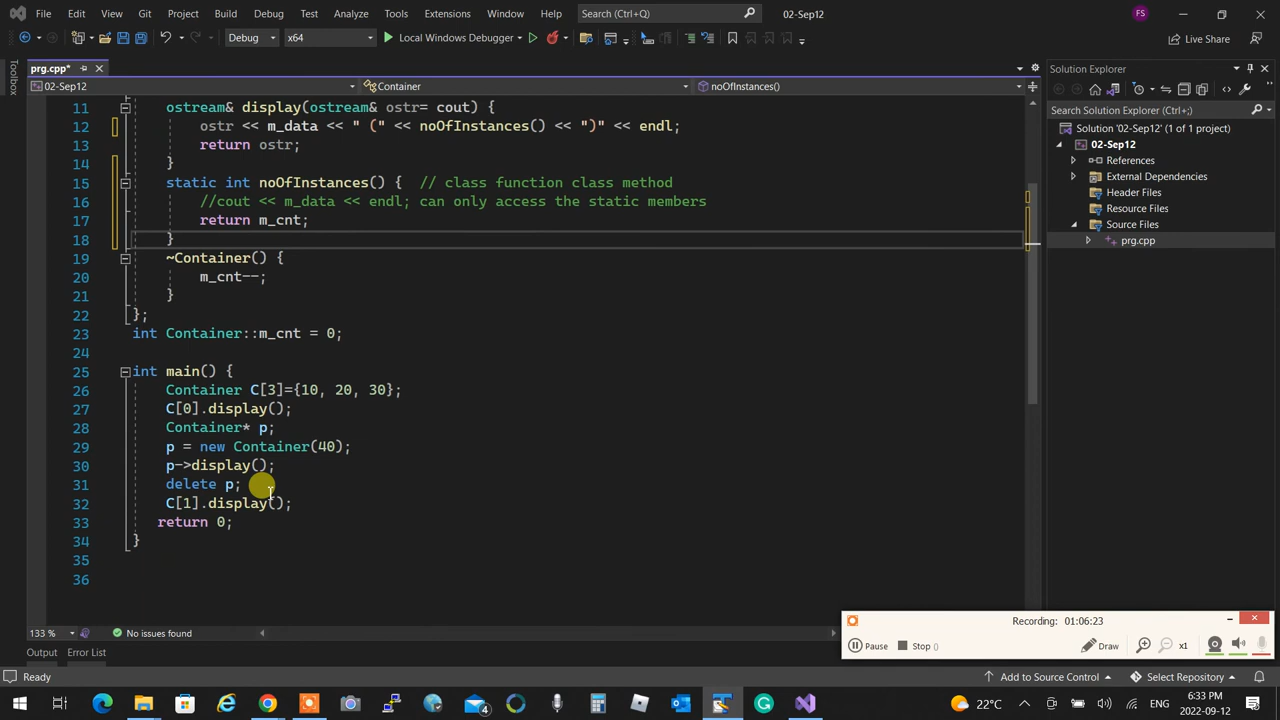 File Edit View Git Project Build Debug Test Analyze Tools Extensions Window Help Search (Ctrl+Q) 02-Sep12 FS
Debug x64 Local Windows Debugger Live Share
prg.cpp* Solution Explorer
02-Sep12 Container noOfInstances()
Search Solution Explorer (Ctrl+;)
Solution '02-Sep12' (1 of 1 project)
02-Sep12
References
External Dependencies
Header Files
Resource Files
Source Files
prg.cpp
Toolbox
11 ostream& display(ostream& ostr= cout) {
12 ostr << m_data << " (" << noOfInstances() << ")" << endl;
13 return ostr;
14 }
15 static int noOfInstances() { // class function class method
16 //cout << m_data << endl; can only access the static members
17 return m_cnt;
18 }
19 ~Container() {
20 m_cnt--;
21 }
22 };
23 int Container::m_cnt = 0;
24
25 int main() {
26 Container C[3]={10, 20, 30};
27 C[0].display();
28 Container* p;
29 p = new Container(40);
30 p->display();
31 delete p;
32 C[1].display();
33 return 0;
34 }
35
36
133 % No issues found
Recording: 01:06:23
Pause Stop () Draw x1
Output Error List
Ready Add to Source Control Select Repository
4 22°C 6:33 PM
2022-09-12